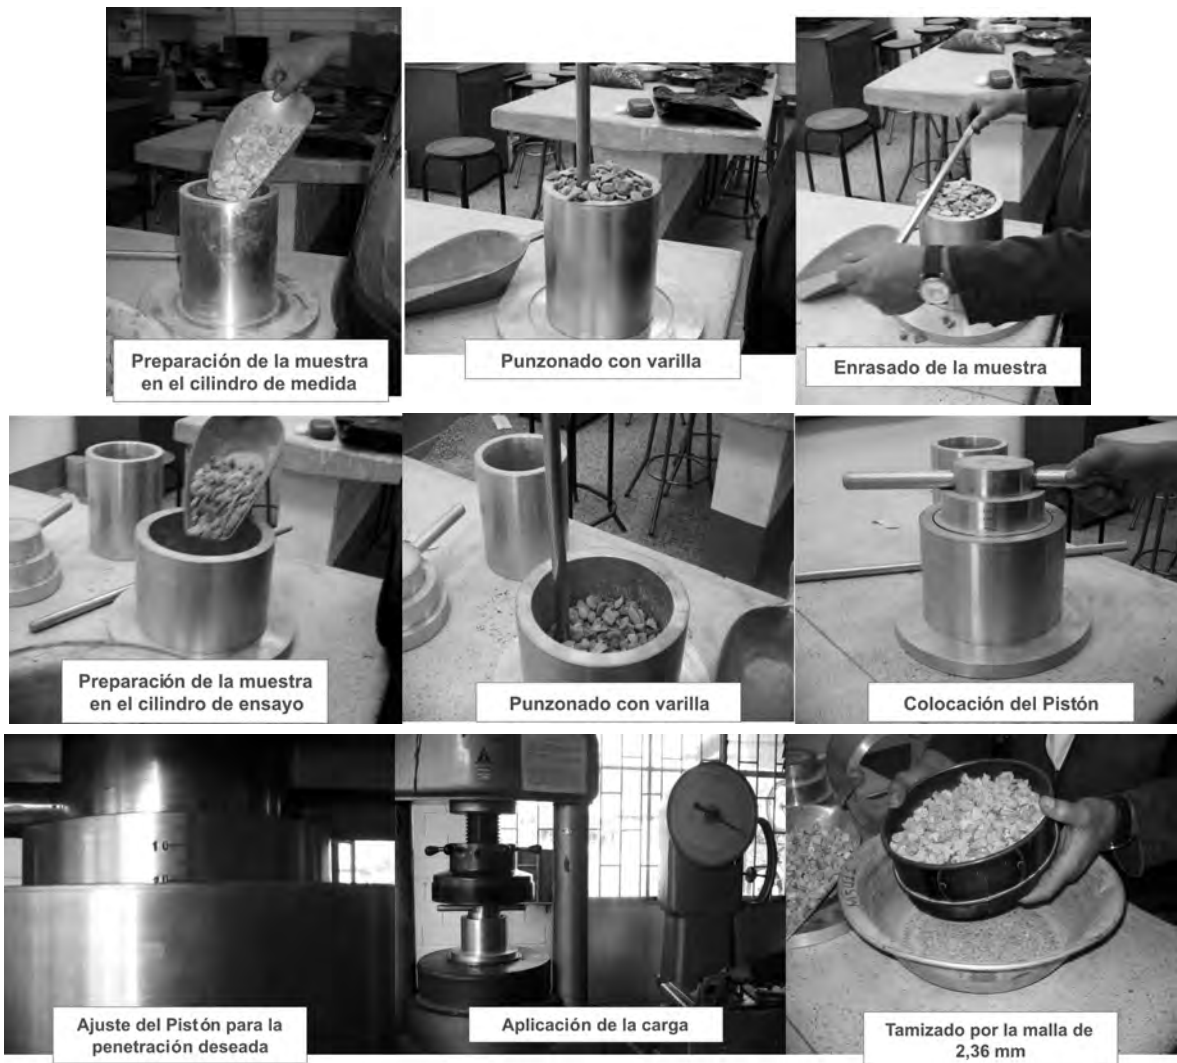 Preparación de la muestra
en el cilindro de medida
Punzonado con varilla
Enrasado de la muestra
Preparación de la muestra
en el cilindro de ensayo
Punzonado con varilla
Colocación del Pistón
10
Ajuste del Pistón para la
penetración deseada
Aplicación de la carga
Tamizado por la malla de
2,36 mm